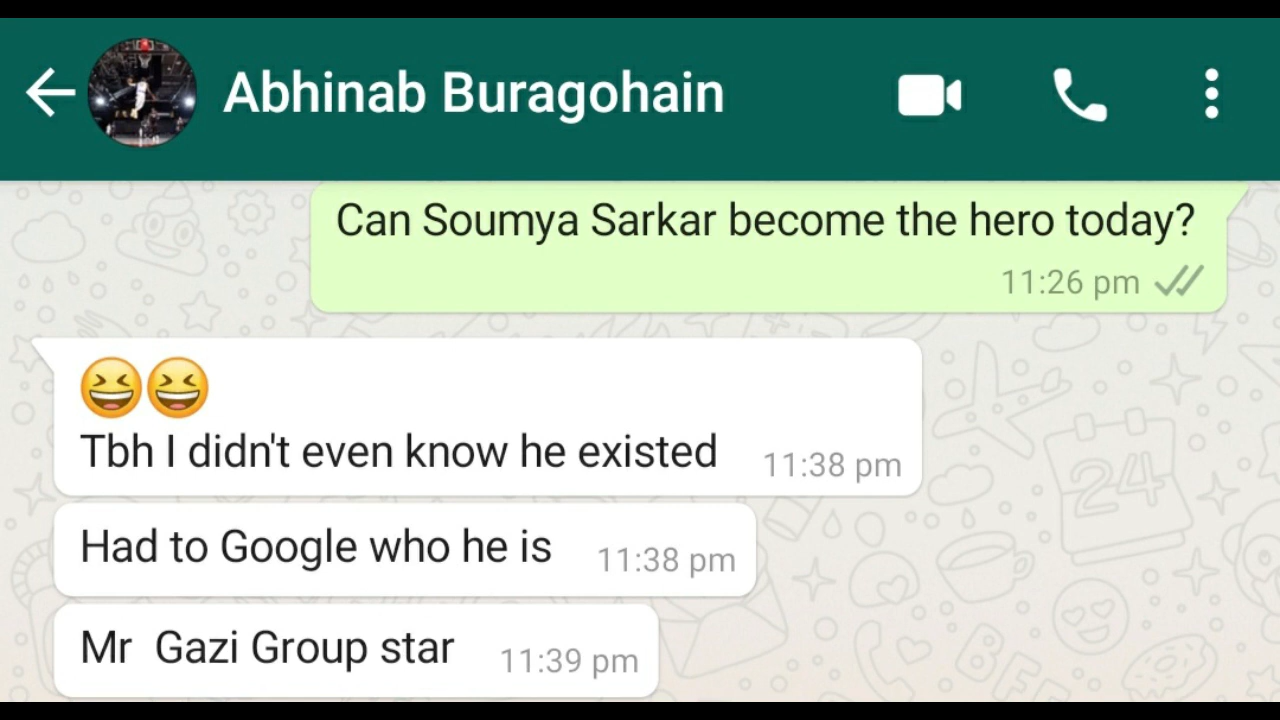 Abhinab Buragohain
Can Soumya Sarkar become the hero today?
11:26 pm
😆😆
Tbh I didn't even know he existed 11:38 pm
Had to Google who he is 11:38 pm
Mr  Gazi Group star 11:39 pm